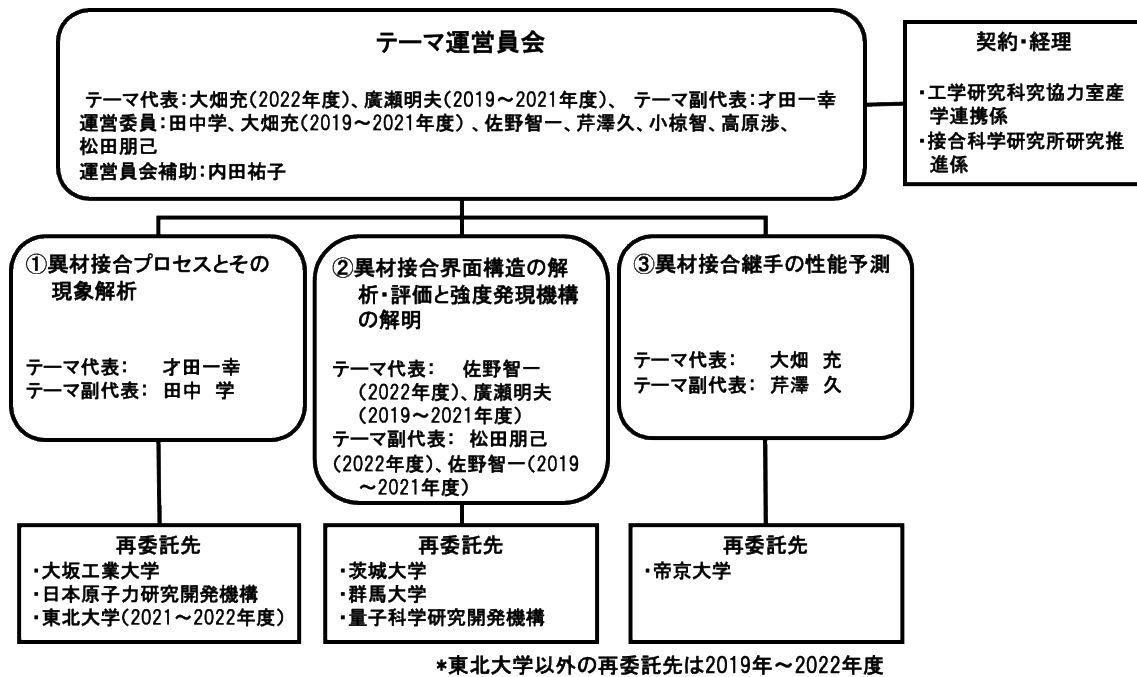 テーマ運営員会
テーマ代表：大畑充（2022年度）、廣瀬明夫（2019～2021年度）、 テーマ副代表：才田一幸
運営委員：田中学、大畑充（2019～2021年度） 、佐野智一、芹澤久、小椋智、高原渉、
松田朋己
運営員会補助：内田祐子
契約・経理
・工学研究科究協力室産
学連携係
・接合科学研究所研究推
進係
①異材接合プロセスとその
現象解析
テーマ代表： 才田一幸
テーマ副代表： 田中 学
②異材接合界面構造の解
析・評価と強度発現機構
の解明
テーマ代表： 佐野智一
（2022年度）、廣瀬明夫
（2019～2021年度）
テーマ副代表： 松田朋己
（2022年度）、佐野智一（2019
～2021年度）
③異材接合継手の性能予測
テーマ代表： 大畑 充
テーマ副代表： 芹澤 久
再委託先
・大坂工業大学
・日本原子力研究開発機構
・東北大学（2021～2022年度）
再委託先
・茨城大学
・群馬大学
・量子科学研究開発機構
再委託先
・帝京大学
*東北大学以外の再委託先は2019年～2022年度